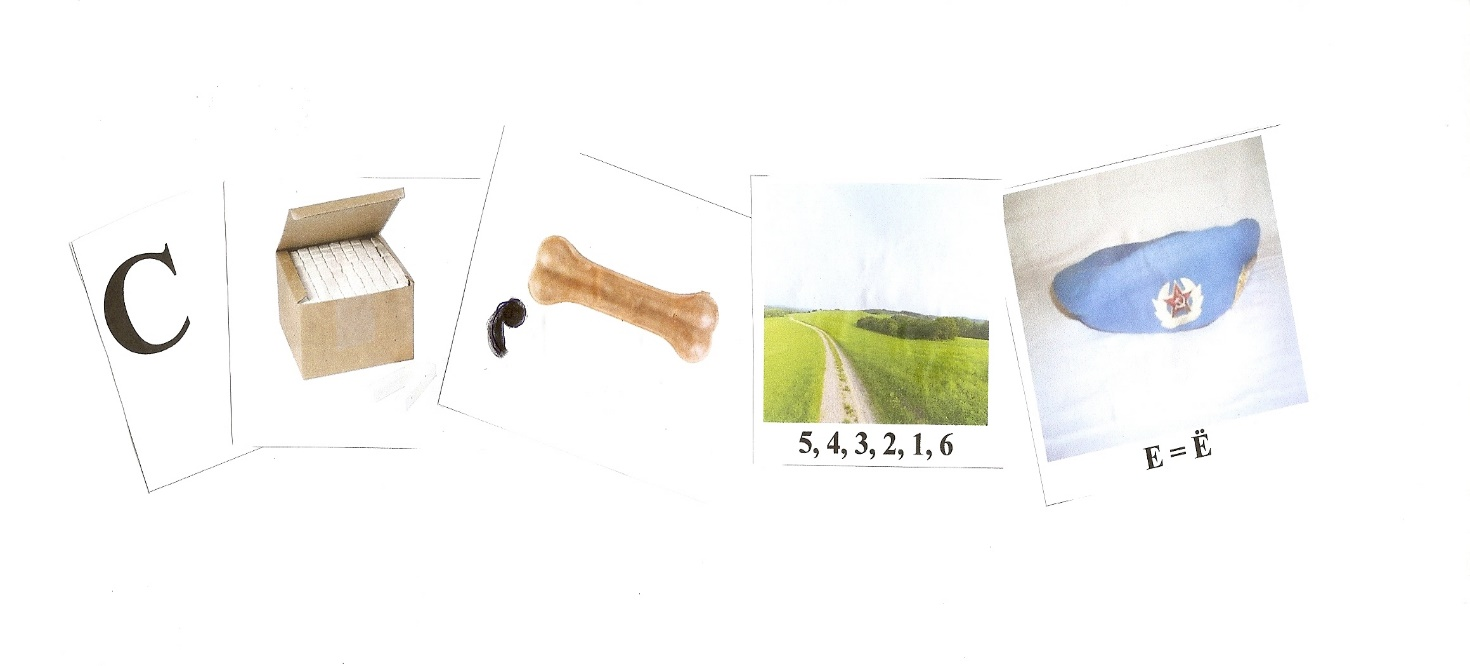 С
,
5, 4, 3, 2, 1, 6
Е = Ё